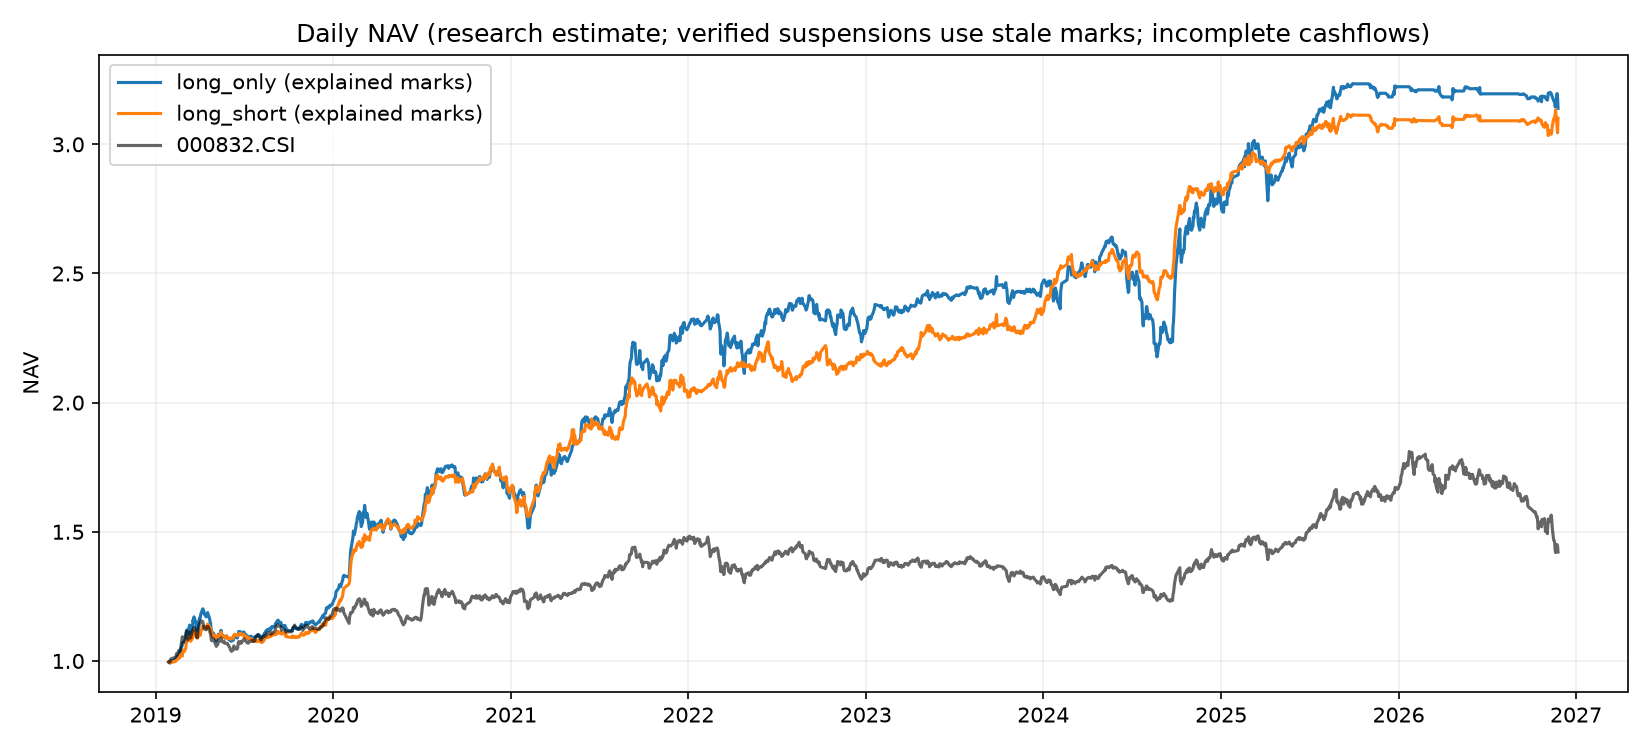 Daily NAV (research estimate; verified suspensions use stale marks; incomplete cashflows)
long_only (explained marks)
long_short (explained marks)
000832.CSI
NAV
3.0
2.5
2.0
1.5
1.0
2019 2020 2021 2022 2023 2024 2025 2026 2027